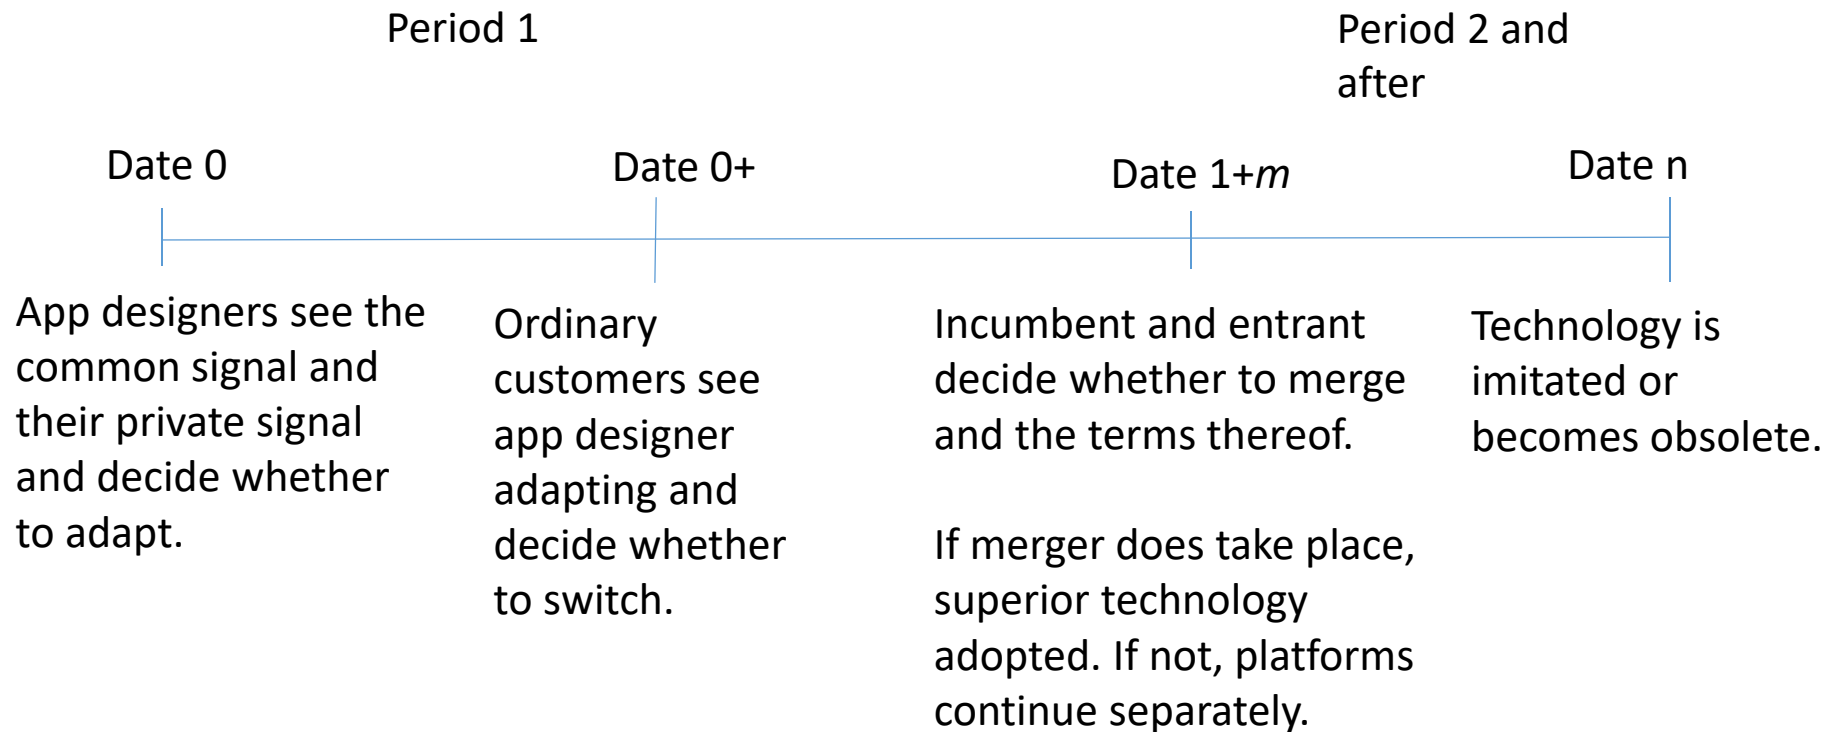 Period 1
Period 2 and
after
Date 0
Date 0+
Date 1+m
Date n
App designers see the
common signal and
their private signal
and decide whether
to adapt.
Ordinary
customers see
app designer
adapting and
decide whether
to switch.
Incumbent and entrant
decide whether to merge
and the terms thereof.
If merger does take place,
superior technology
adopted. If not, platforms
continue separately.
Technology is
imitated or
becomes obsolete.